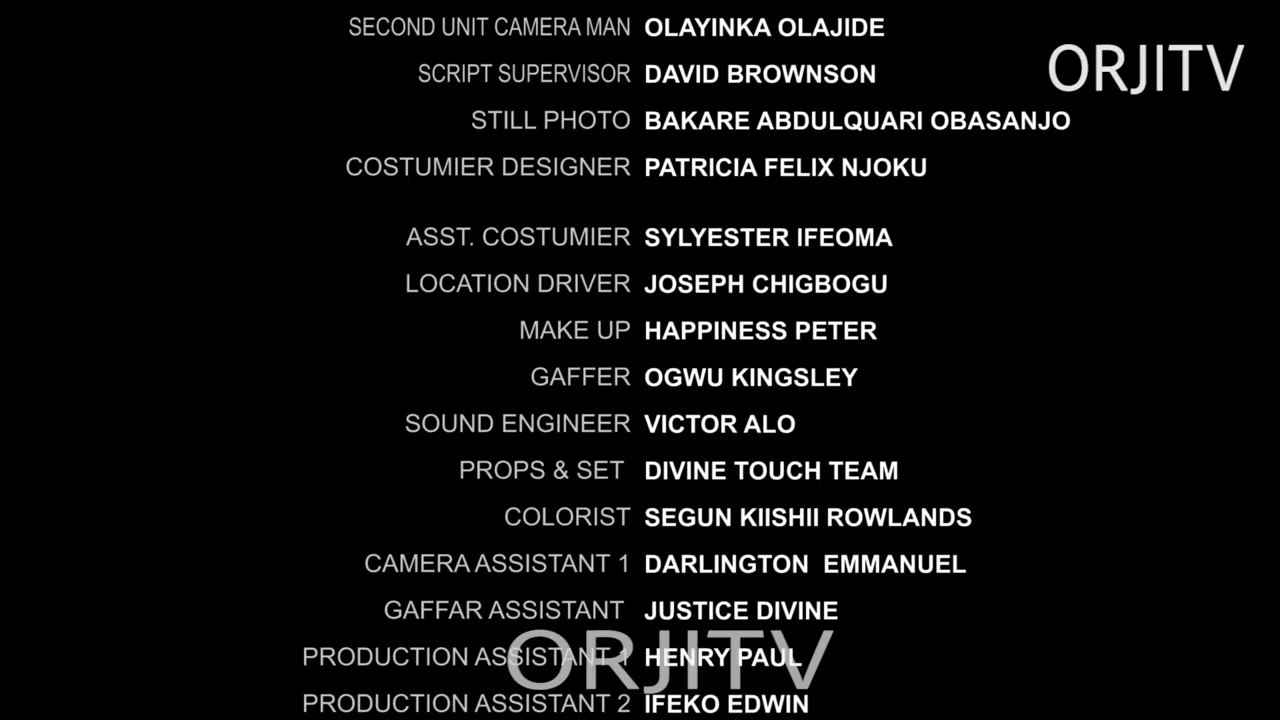 SECOND UNIT CAMERA MAN OLAYINKA OLAJIDE
ORJITV
SCRIPT SUPERVISOR DAVID BROWNSON
STILL PHOTO BAKARE ABDULQUARI OBASANJO
COSTUMIER DESIGNER PATRICIA FELIX NJOKU
ASST. COSTUMIER SYLYESTER IFEOMA
LOCATION DRIVER JOSEPH CHIGBOGU
MAKE UP HAPPINESS PETER
GAFFER OGWU KINGSLEY
SOUND ENGINEER VICTOR ALO
PROPS & SET DIVINE TOUCH TEAM
COLORIST SEGUN KIISHII ROWLANDS
CAMERA ASSISTANT 1 DARLINGTON EMMANUEL
GAFFAR ASSISTANT JUSTICE DIVINE
PRODUCTION ASSISTANT 1 HENRY PAUL
ORJITV
PRODUCTION ASSISTANT 2 IFEKO EDWIN